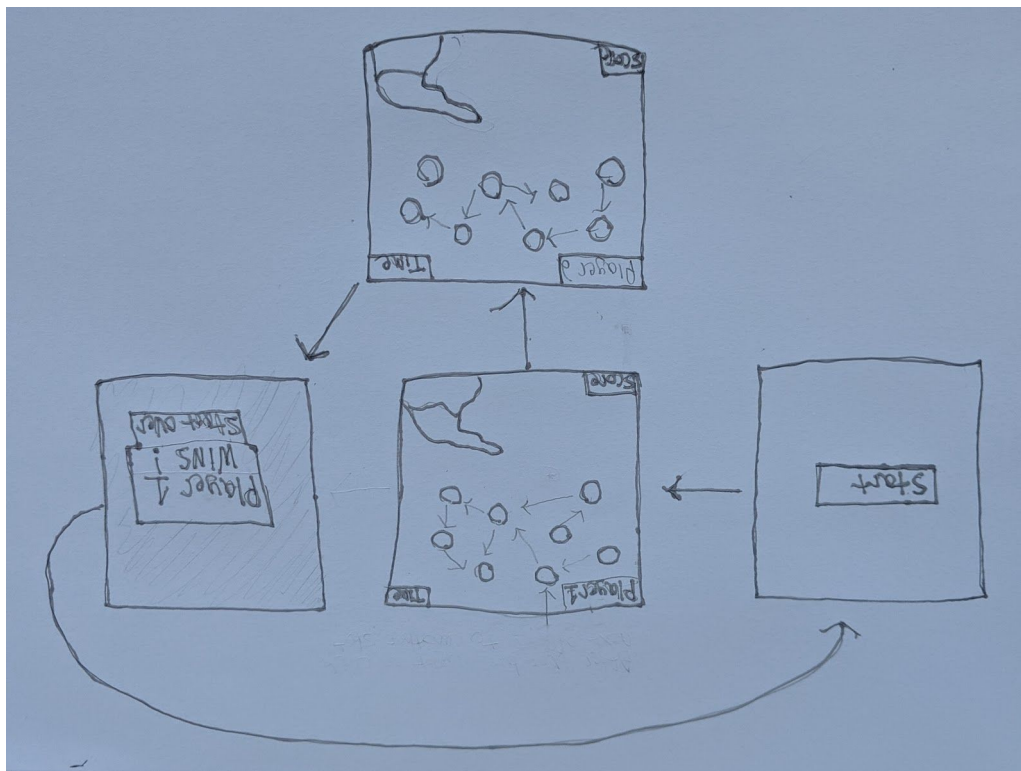 Start
Player 1
Time
Score
Player 2
Time
Score
Player 1
WINS !
Start over